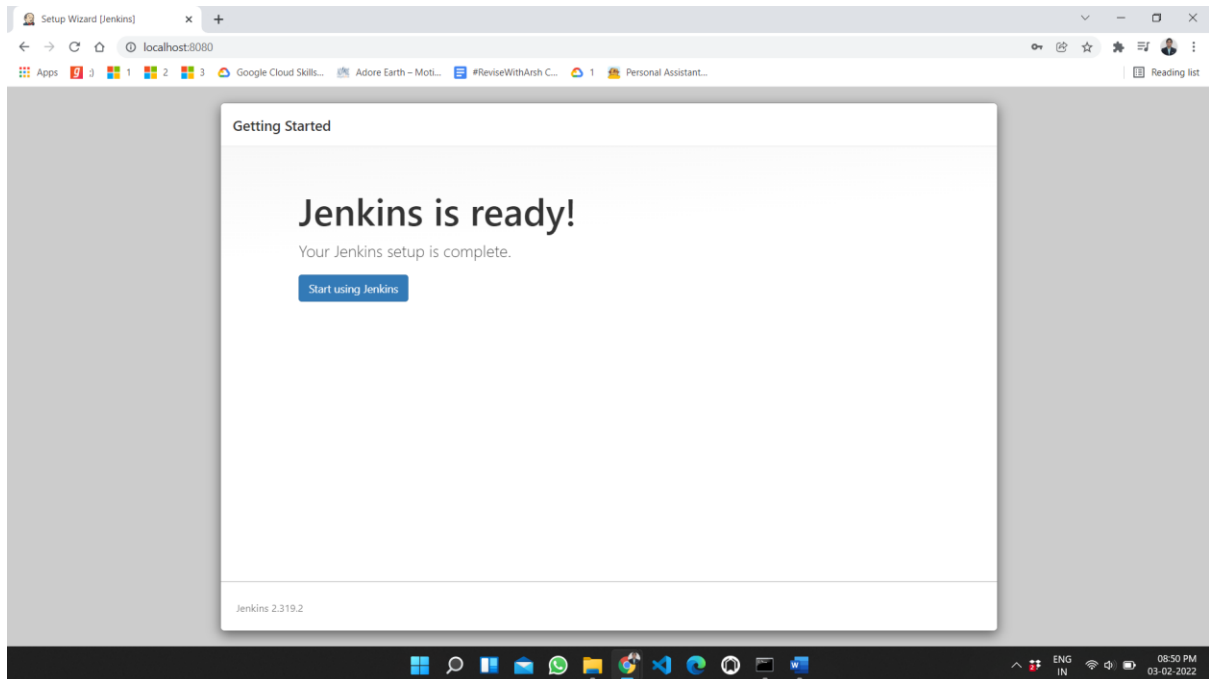 Setup Wizard [Jenkins]
localhost:8080
Apps :) 1 2 3 Google Cloud Skills... Adore Earth – Moti... #ReviseWithArsh C... 1 Personal Assistant... Reading list
Getting Started
Jenkins is ready!
Your Jenkins setup is complete.
Start using Jenkins
Jenkins 2.319.2
ENG 08:50 PM
IN 03-02-2022